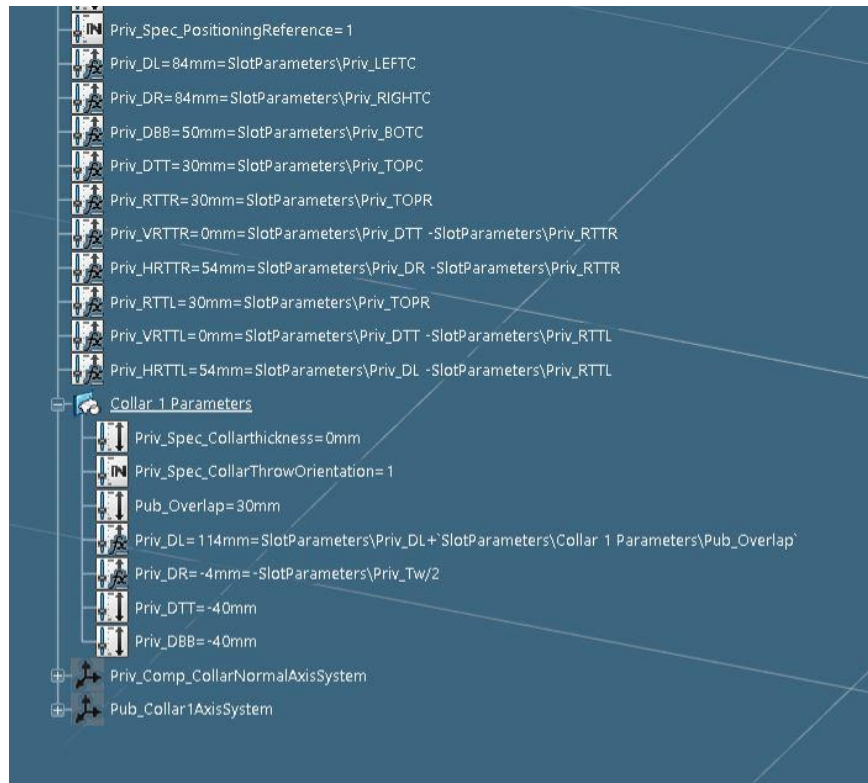 IN Priv_Spec_PositioningReference=1
Priv_DL=84mm=SlotParameters\Priv_LEFTC
Priv_DR=84mm=SlotParameters\Priv_RIGHTC
Priv_DBB=50mm=SlotParameters\Priv_BOTC
Priv_DTT=30mm=SlotParameters\Priv_TOPC
Priv_RTTR=30mm=SlotParameters\Priv_TOPR
Priv_VRTTR=0mm=SlotParameters\Priv_DTT -SlotParameters\Priv_RTTR
Priv_HRTTR=54mm=SlotParameters\Priv_DR -SlotParameters\Priv_RTTR
Priv_RTTL=30mm=SlotParameters\Priv_TOPR
Priv_VRTTL=0mm=SlotParameters\Priv_DTT -SlotParameters\Priv_RTTL
Priv_HRTTL=54mm=SlotParameters\Priv_DL -SlotParameters\Priv_RTTL
Collar 1 Parameters
Priv_Spec_Collarthickness=0mm
IN Priv_Spec_CollarThrowOrientation=1
Pub_Overlap=30mm
Priv_DL=114mm=SlotParameters\Priv_DL+`SlotParameters\Collar 1 Parameters\Pub_Overlap`
Priv_DR=-4mm=-SlotParameters\Priv_Tw/2
Priv_DTT=-40mm
Priv_DBB=-40mm
Priv_Comp_CollarNormalAxisSystem
Pub_Collar1AxisSystem